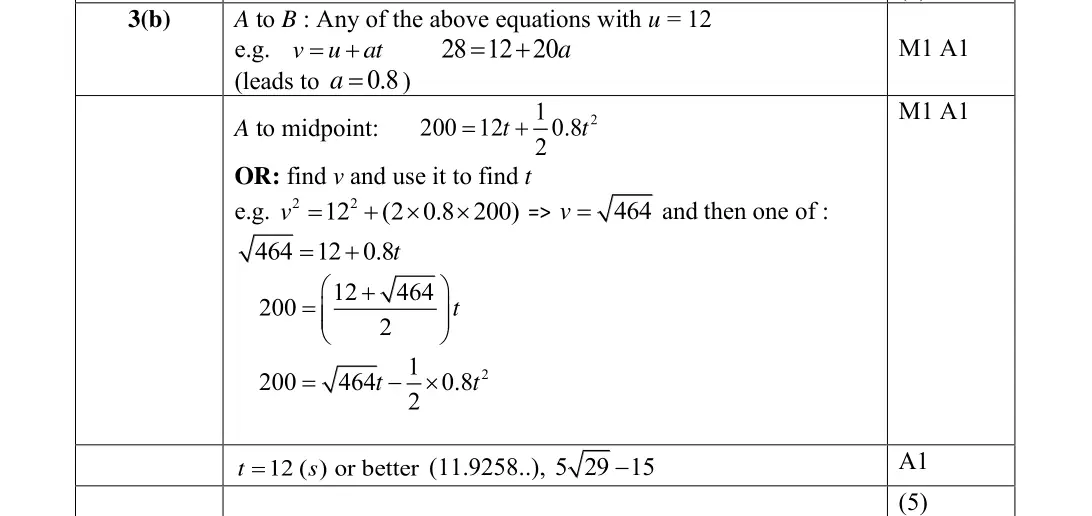 3(b) A to B : Any of the above equations with u = 12
e.g. v = u + at 28 = 12 + 20a M1 A1
(leads to a = 0.8 )
A to midpoint: 200 = 12t + 1/2 0.8t² M1 A1
OR: find v and use it to find t
e.g. v² = 12² + (2×0.8×200) => v = √464 and then one of :
√464 = 12 + 0.8t
200 = ((12 + √464)/2) t
200 = √464t − 1/2 × 0.8t²
t = 12 (s) or better (11.9258..), 5√29 −15 A1
(5)